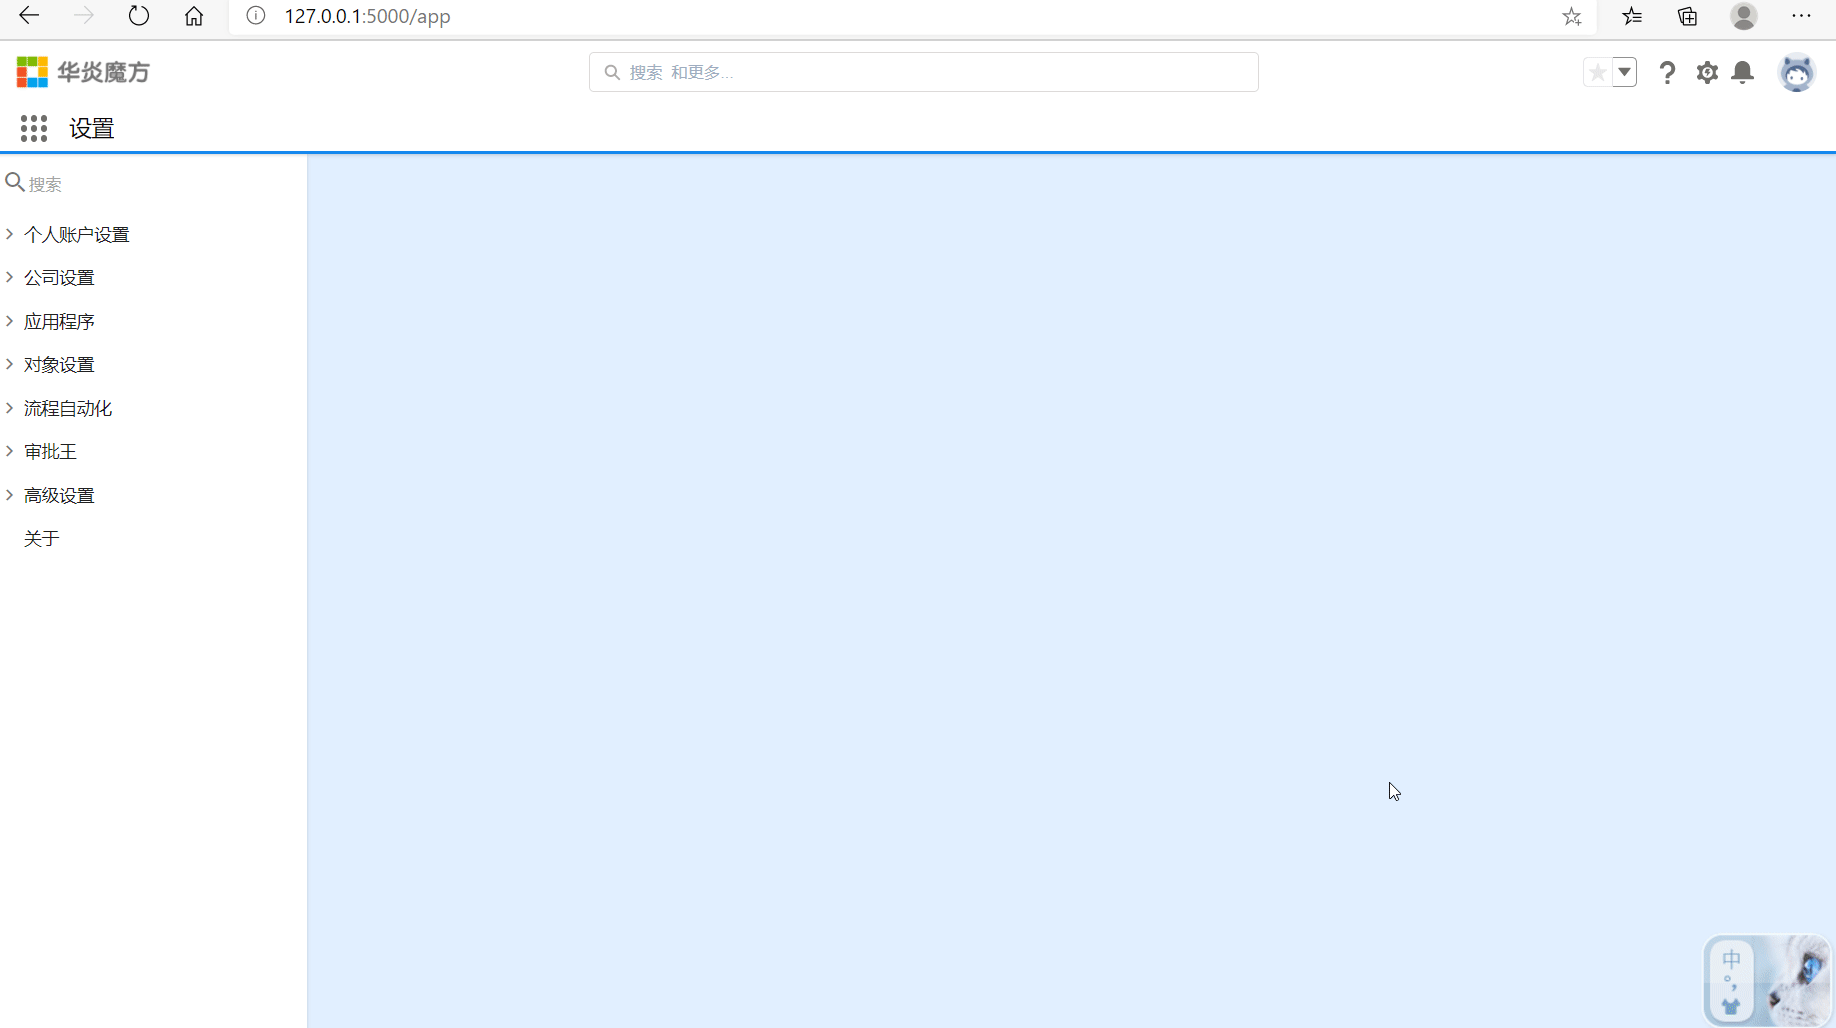 127.0.0.1:5000/app
华炎魔方
搜索 和更多...
设置
搜索
个人账户设置
公司设置
应用程序
对象设置
流程自动化
审批王
高级设置
关于
中